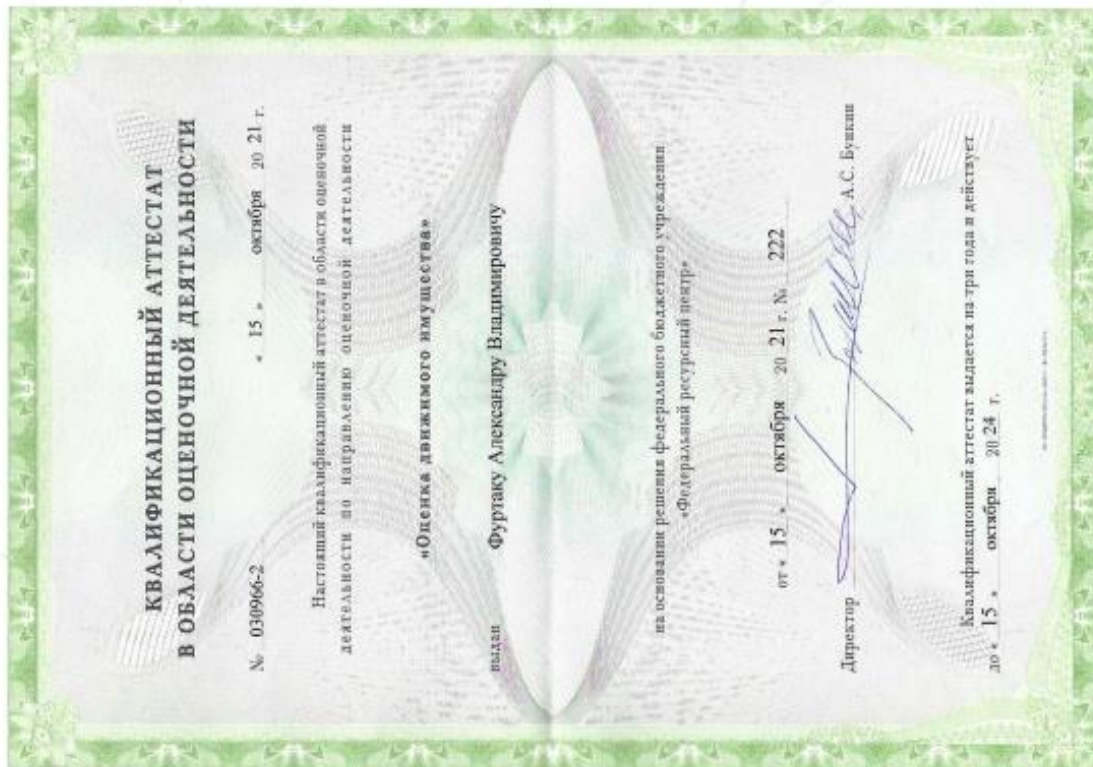 КВАЛИФИКАЦИОННЫЙ АТТЕСТАТ
В ОБЛАСТИ ОЦЕНОЧНОЙ ДЕЯТЕЛЬНОСТИ
№ 030966-2 « 15 » октября 20 21 г.
Настоящий квалификационный аттестат в области оценочной
деятельности по направлению оценочной деятельности
«Оценка движимого имущества»
выдан Фуртаку Александру Владимировичу
на основании решения федерального бюджетного учреждения
«Федеральный ресурсный центр»
от « 15 » октября 20 21 г. № 222
Директор А.С. Бункин
Квалификационный аттестат выдается на три года и действует
до « 15 » октября 20 24 г.